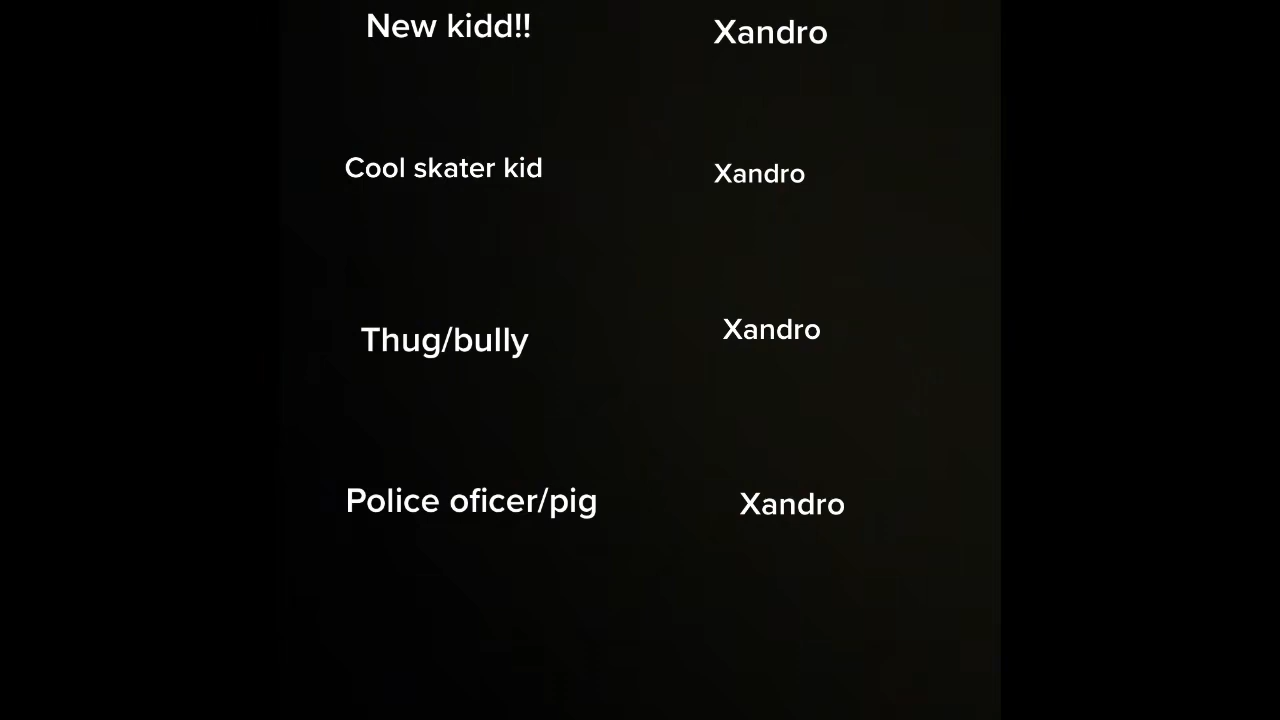 New kidd!! Xandro
Cool skater kid Xandro
Thug/bully Xandro
Police oficer/pig Xandro